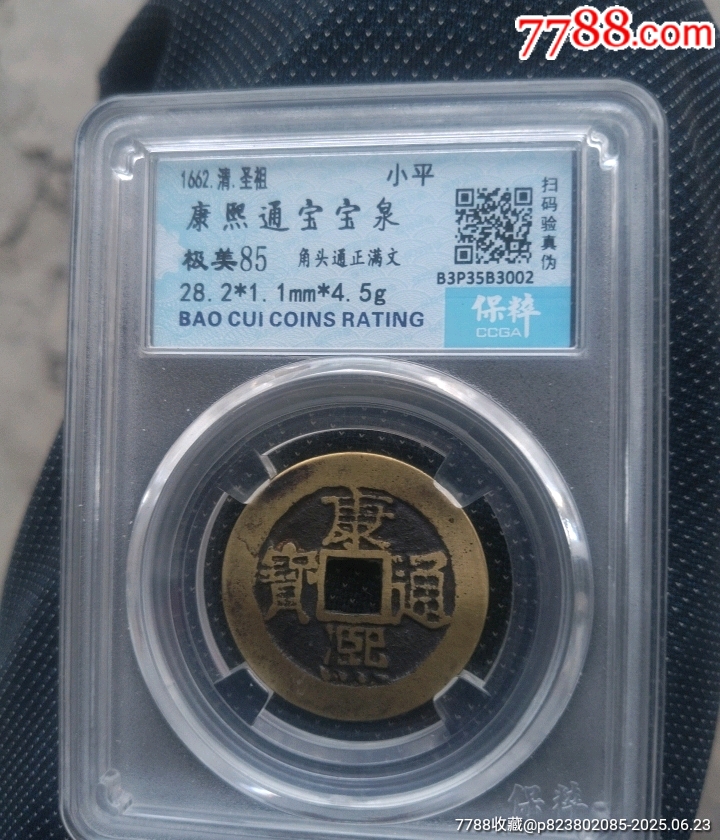 7788.com
1662.清.圣祖
小平
康熙通宝宝泉
极美85
角头通正满文
28.2*1.1mm*4.5g
BAO CUI COINS RATING
扫码验真伪
B3P35B3002
保粹
CCGA
康
寶 通
熙
保粹
7788收藏@p823802085-2025.06.23